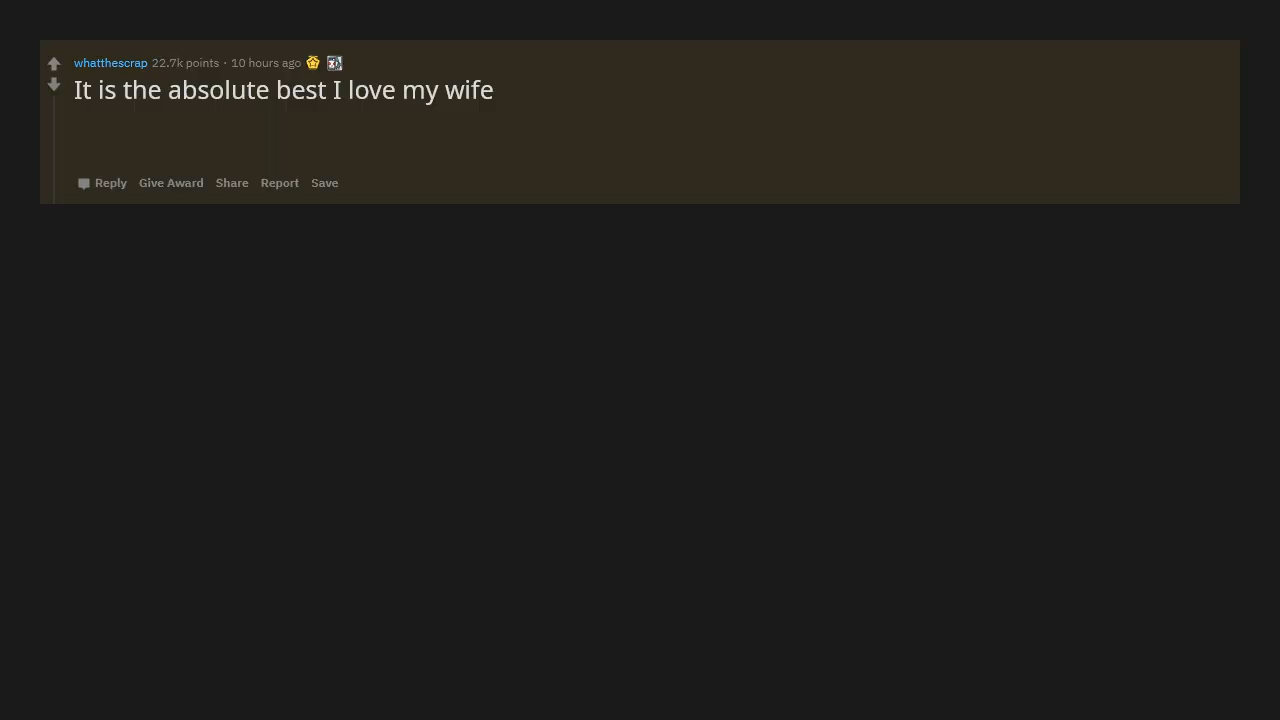 whatthescrap 22.7k points · 10 hours ago
It is the absolute best I love my wife
Reply Give Award Share Report Save